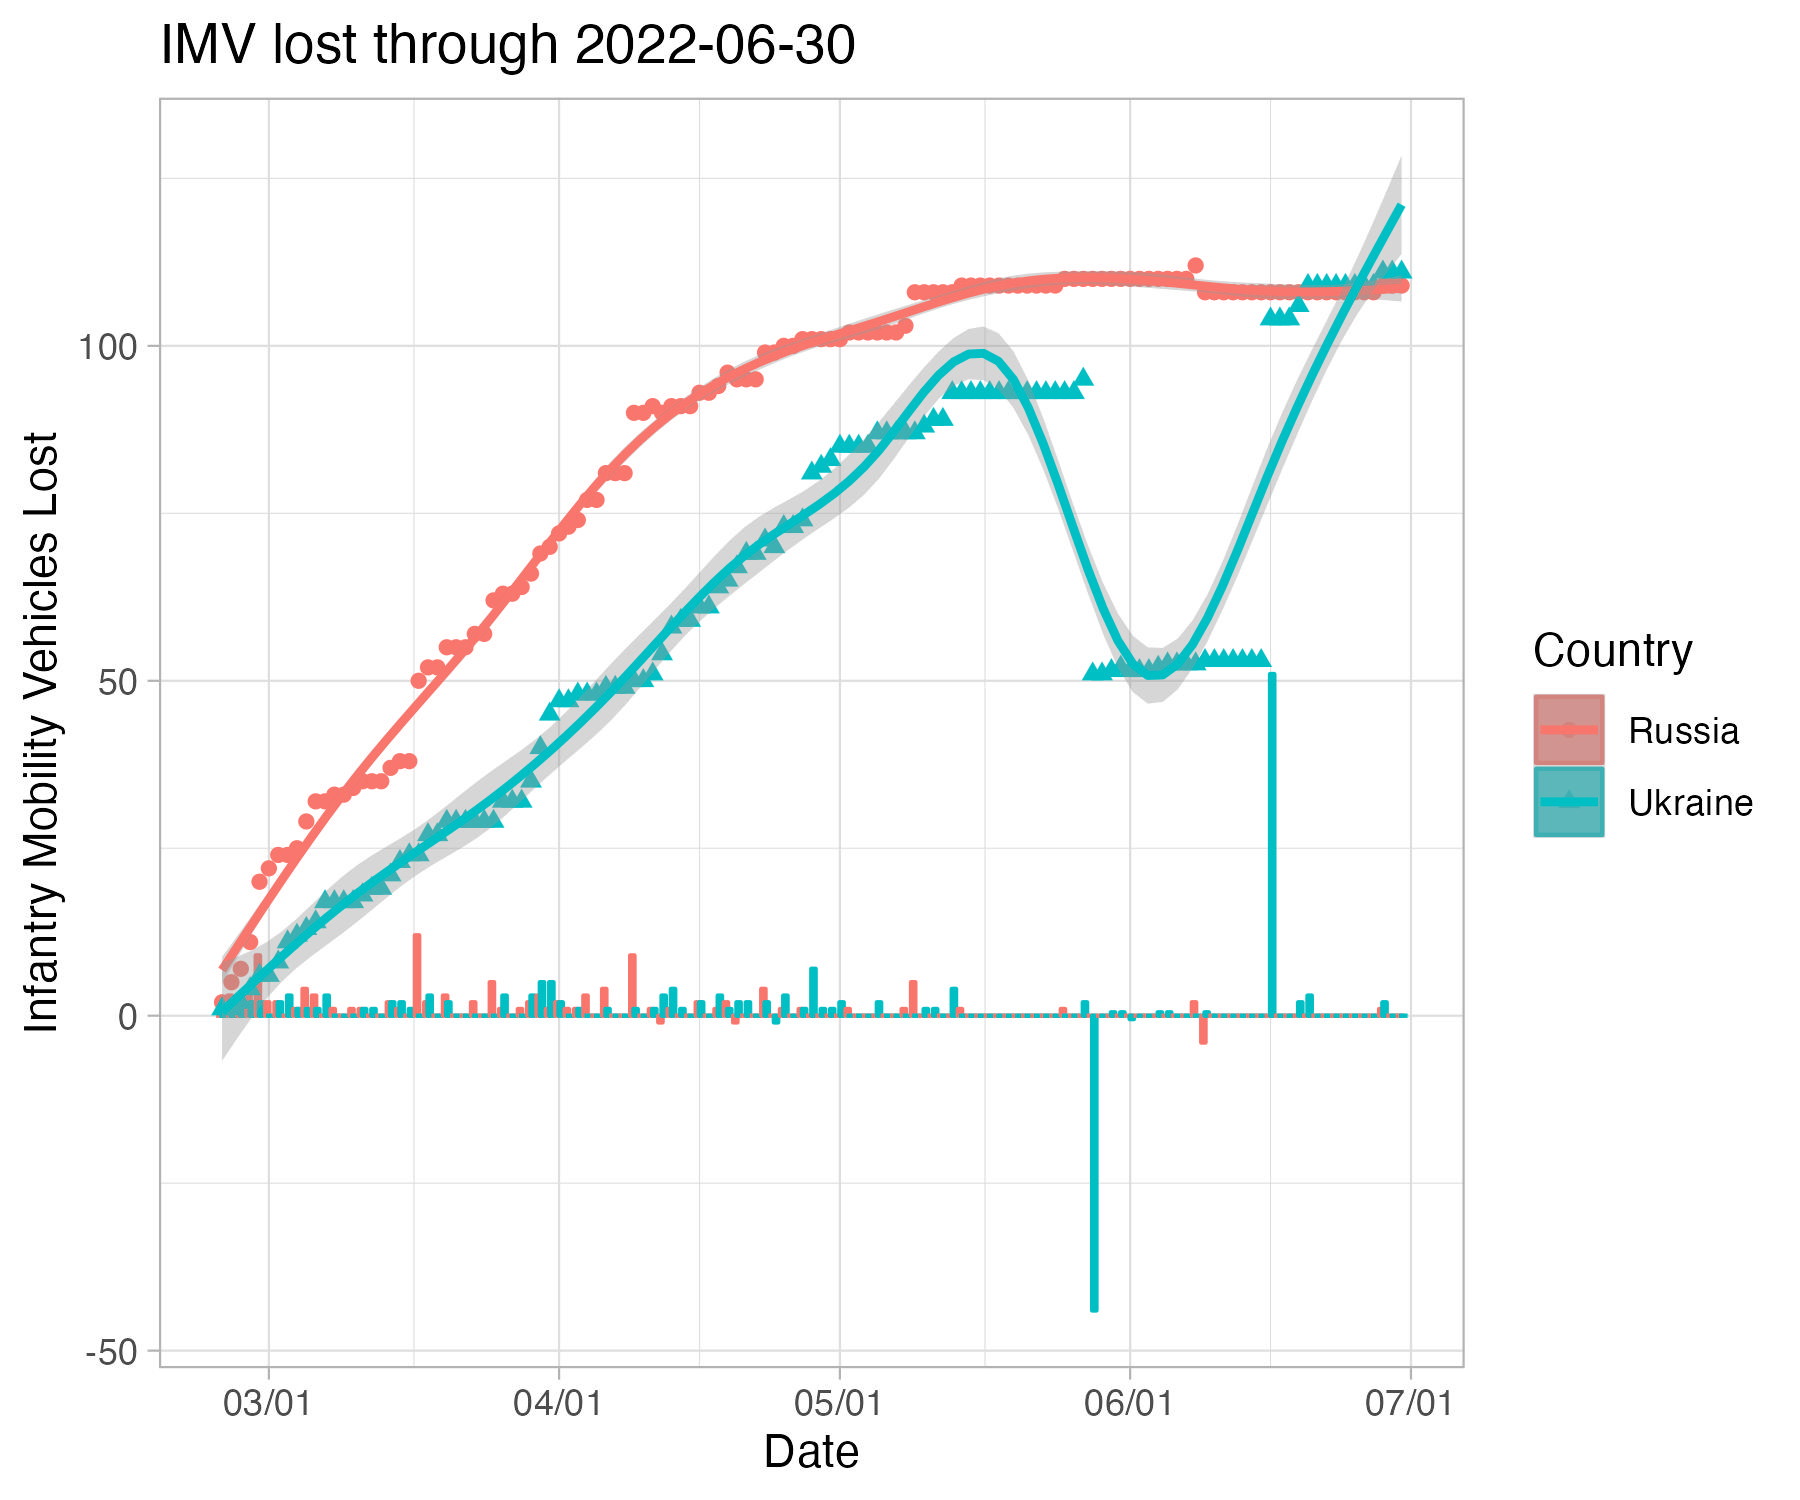 IMV lost through 2022-06-30
Infantry Mobility Vehicles Lost
100
50
0
-50
03/01 04/01 05/01 06/01 07/01
Date
Country
Russia
Ukraine